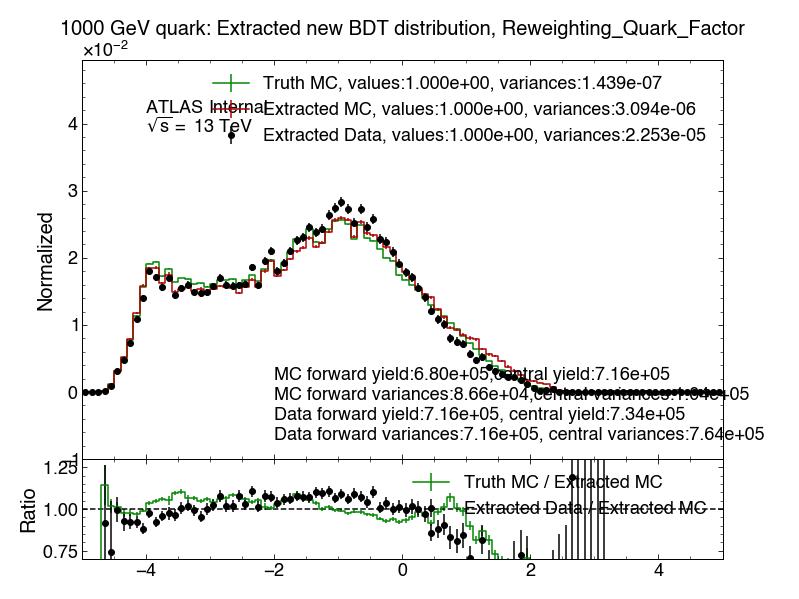 1000 GeV quark: Extracted new BDT distribution, Reweighting_Quark_Factor
×10⁻²
Truth MC, values:1.000e+00, variances:1.439e-07
ATLAS Internal
Extracted MC, values:1.000e+00, variances:3.094e-06
√s = 13 TeV
Extracted Data, values:1.000e+00, variances:2.253e-05
4
3
2
1
0
Normalized
MC forward yield:6.80e+05,central yield:7.16e+05
MC forward variances:8.66e+04,central variances:
Data forward yield:7.16e+05, central yield:7.34e+05
Data forward variances:7.16e+05, central variances:7.64e+05
1.25
1.00
0.75
Ratio
Truth MC / Extracted MC
Extracted Data / Extracted MC
−4
−2
0
2
4